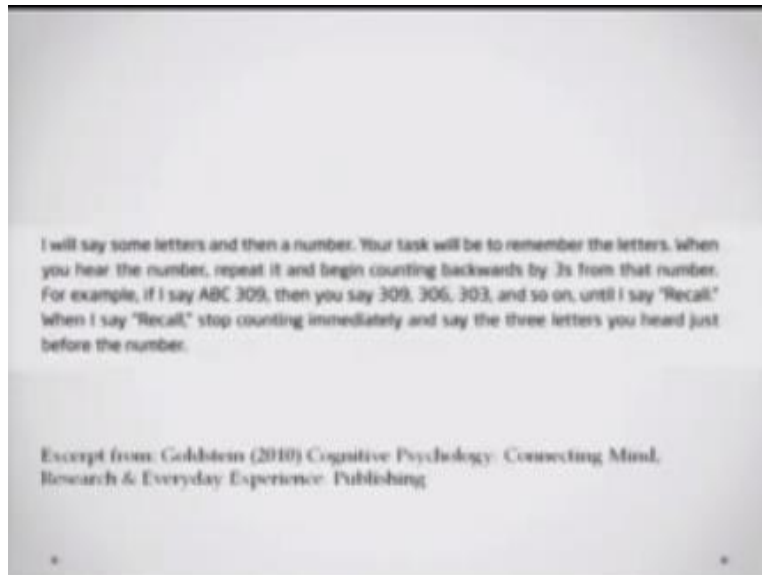 I will say some letters and then a number. Your task will be to remember the letters. When
you hear the number, repeat it and begin counting backwards by 3s from that number.
For example, if I say ABC 309, then you say 309, 306, 303, and so on, until I say "Recall."
When I say "Recall," stop counting immediately and say the three letters you heard just
before the number.
Excerpt from: Goldstein (2010) Cognitive Psychology: Connecting Mind,
Research & Everyday Experience. Publishing